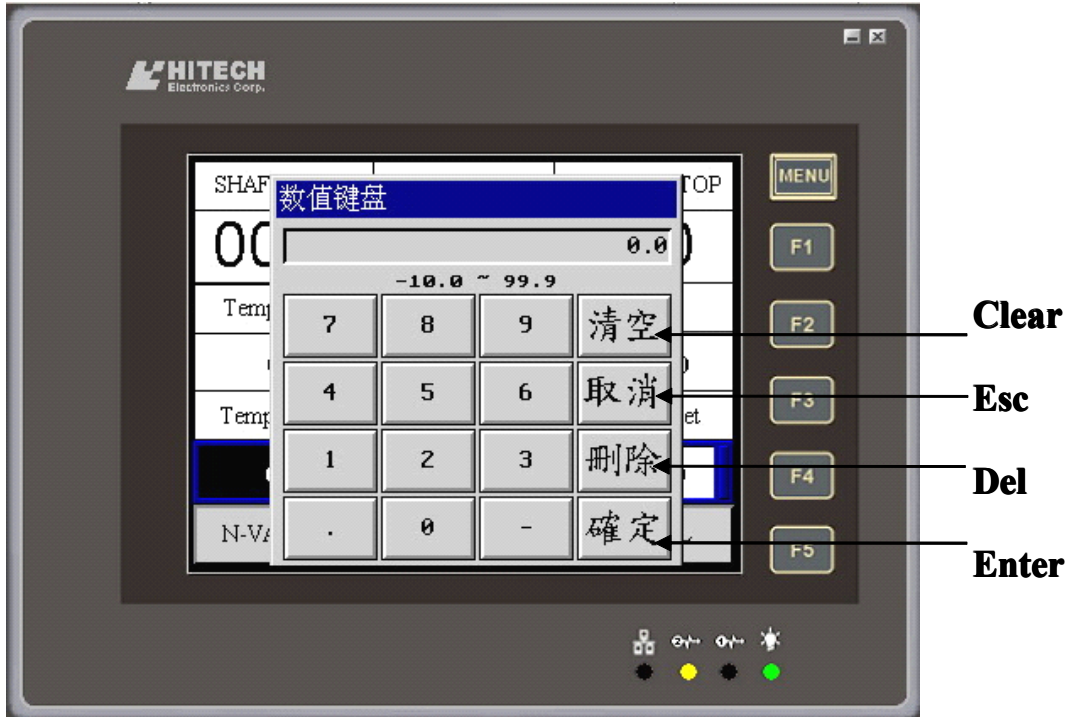 HITECH
Electronics Corp.
MENU
SHAF
TOP
数值键盘
0.0
F1
-10.0 ~ 99.9
Temp
7 8 9 清空
F2
Clear
4 5 6 取消
F3
Esc
Temp
et
1 2 3 删除
F4
Del
N-VA
. 0 - 確定
F5
Enter